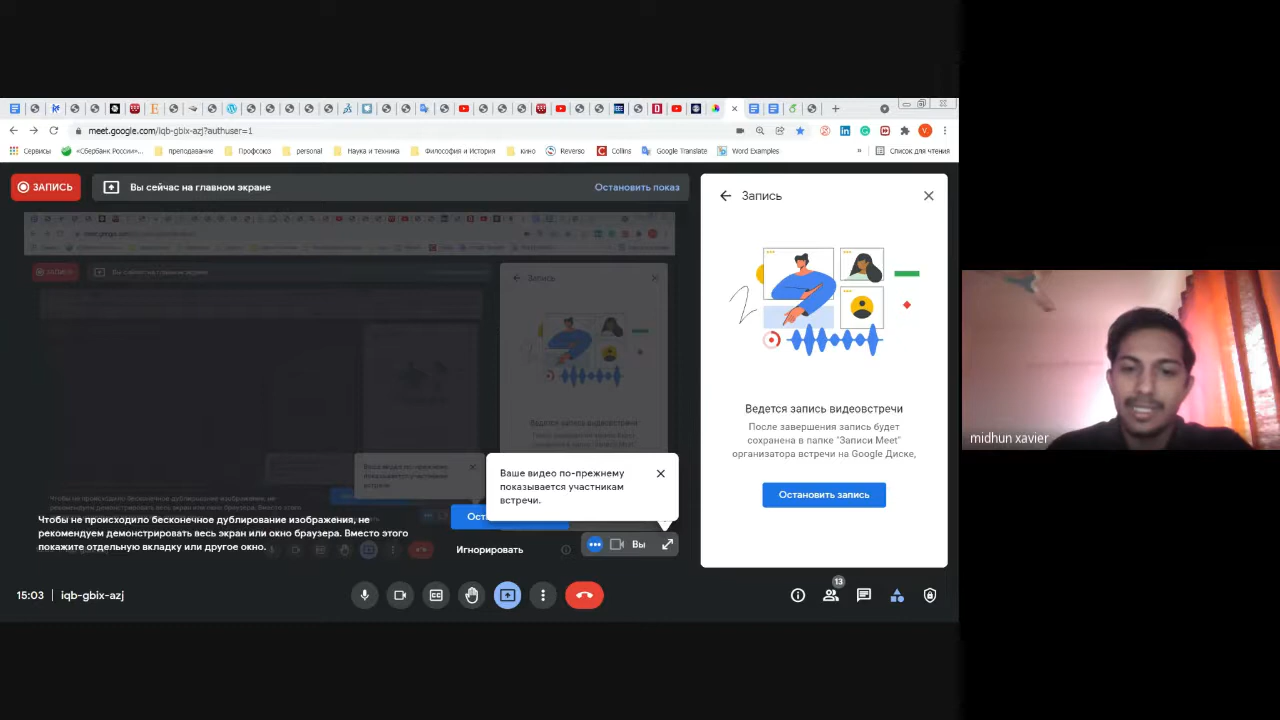 meet.google.com/iqb-gbix-azj?authuser=1
Сервисы
«Сбербанк России»...
преподавание
Профсоюз
personal
Наука и техника
Философия и История
кино
Reverso
Collins
Google Translate
Word Examples
»
Список для чтения
ЗАПИСЬ
Вы сейчас на главном экране
Остановить показ
Запись
Ведется запись видеовстречи
После завершения запись будет
сохранена в папке "Записи Meet"
организатора встречи на Google Диске,
Остановить запись
Запись
Ваше видео по-прежнему
показывается участникам
встречи.
Чтобы не происходило бесконечное дублирование изображения, не
рекомендуем демонстрировать весь экран или окно браузера. Вместо этого
покажите отдельную вкладку или другое окно.
Игнорировать
Вы
15:03 | iqb-gbix-azj
13
midhun xavier